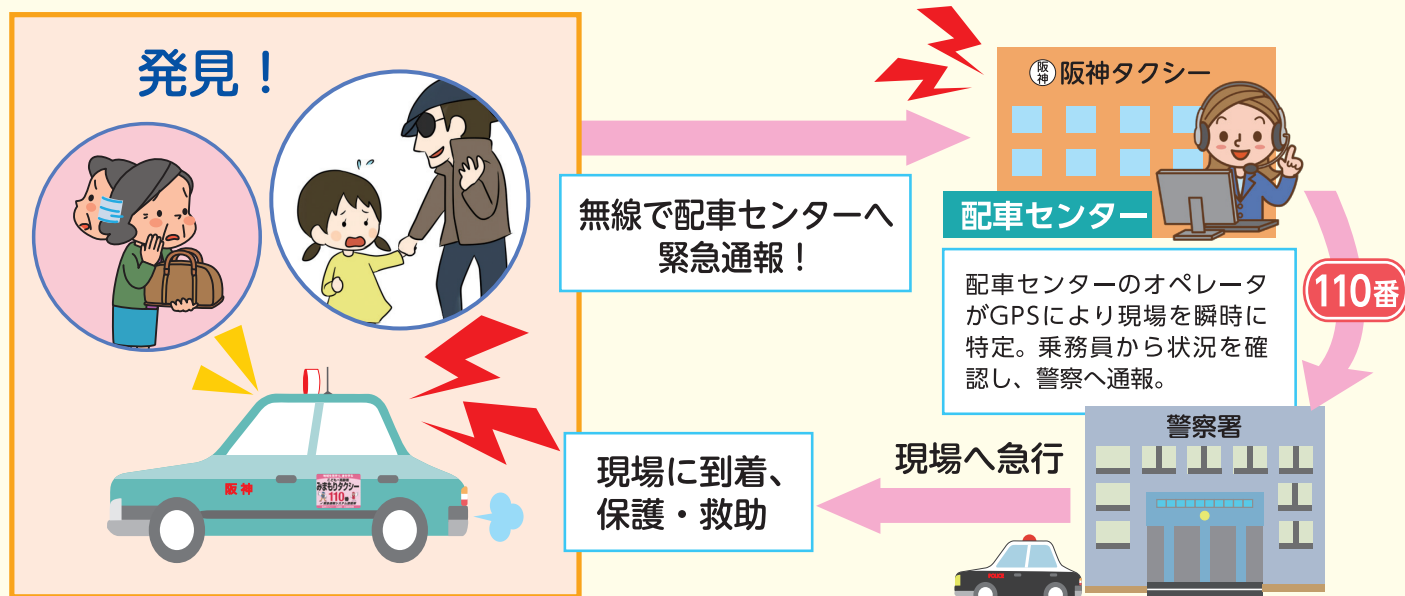 発見！
阪神
阪神タクシー
無線で配車センターへ
緊急通報！
配車センター
配車センターのオペレータ
がGPSにより現場を瞬時に
特定。乗務員から状況を確
認し、警察へ通報。
110番
警察署
現場へ急行
現場に到着、
保護・救助
阪神
みまもりタクシー
110番
POLICE